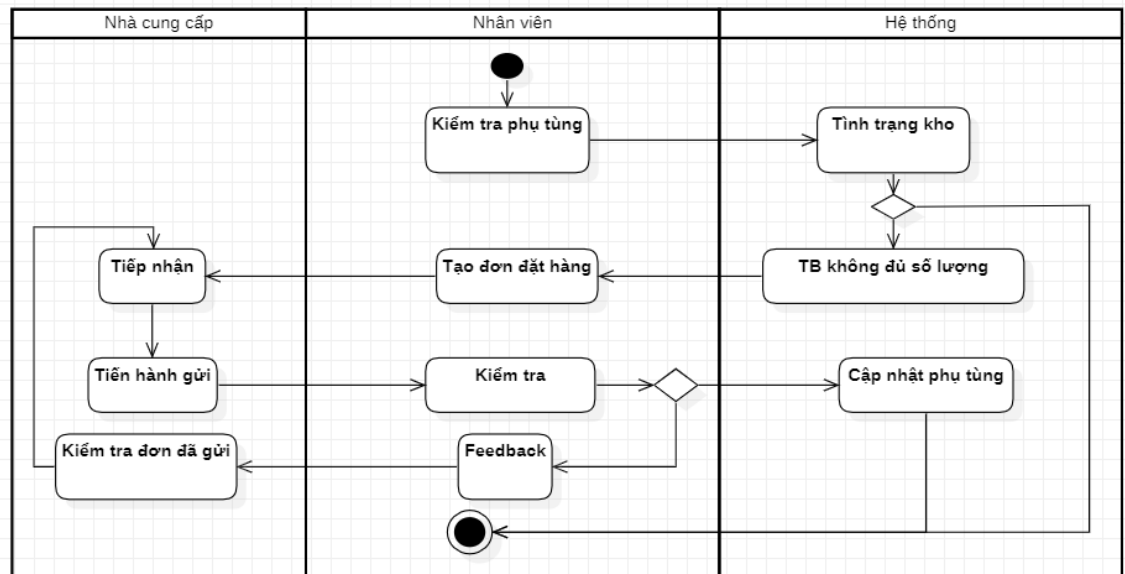 Nhà cung cấp
Nhân viên
Hệ thống
Kiểm tra phụ tùng
Tình trạng kho
Tiếp nhận
Tạo đơn đặt hàng
TB không đủ số lượng
Tiến hành gửi
Kiểm tra
Cập nhật phụ tùng
Kiểm tra đơn đã gửi
Feedback